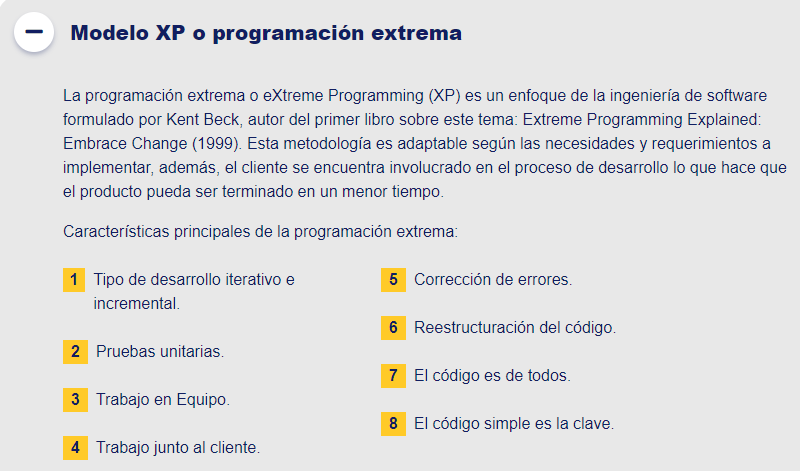 Modelo XP o programación extrema
La programación extrema o eXtreme Programming (XP) es un enfoque de la ingeniería de software
formulado por Kent Beck, autor del primer libro sobre este tema: Extreme Programming Explained:
Embrace Change (1999). Esta metodología es adaptable según las necesidades y requerimientos a
implementar, además, el cliente se encuentra involucrado en el proceso de desarrollo lo que hace que
el producto pueda ser terminado en un menor tiempo.
Características principales de la programación extrema:
1 Tipo de desarrollo iterativo e
incremental.
2 Pruebas unitarias.
3 Trabajo en Equipo.
4 Trabajo junto al cliente.
5 Corrección de errores.
6 Reestructuración del código.
7 El código es de todos.
8 El código simple es la clave.